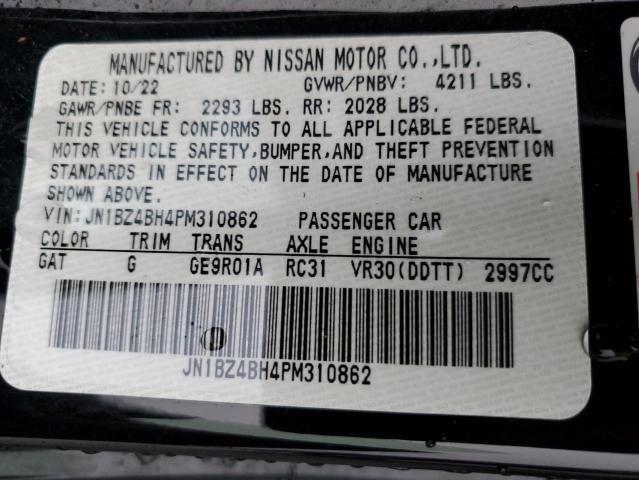 MANUFACTURED BY NISSAN MOTOR CO.,LTD.
DATE: 10/22 GVWR/PNBV: 4211 LBS.
GAWR/PNBE FR: 2293 LBS. RR: 2028 LBS.
THIS VEHICLE CONFORMS TO ALL APPLICABLE FEDERAL
MOTOR VEHICLE SAFETY,BUMPER,AND THEFT PREVENTION
STANDARDS IN EFFECT ON THE DATE OF MANUFACTURE
SHOWN ABOVE.
VIN:JN1BZ4BH4PM310862 PASSENGER CAR
COLOR TRIM TRANS AXLE ENGINE
GAT G GE9R01A RC31 VR30(DDTT) 2997CC
JN1BZ4BH4PM310862